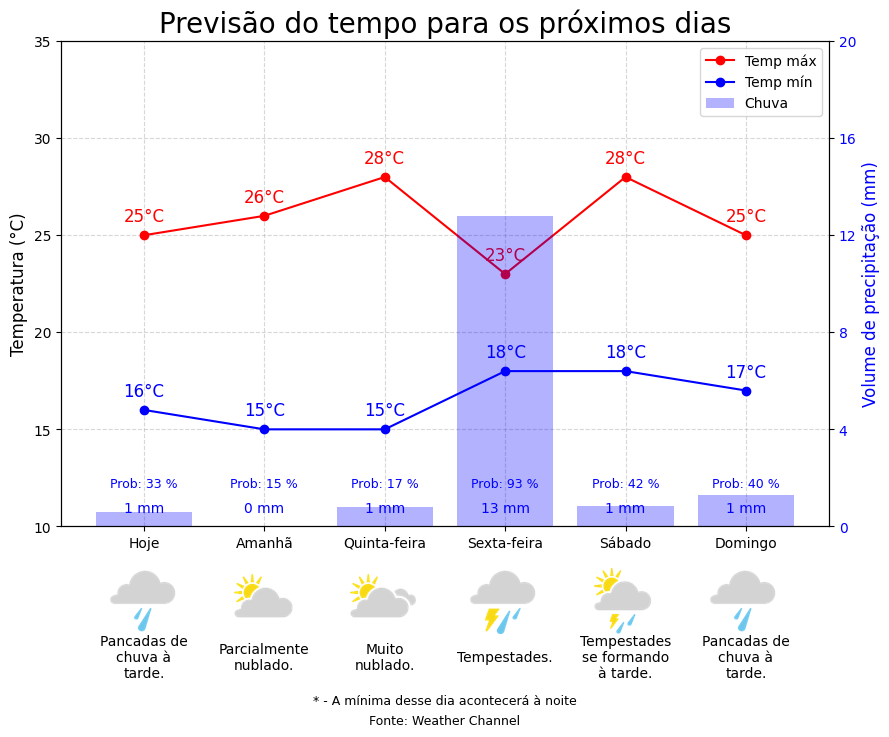 Previsão do tempo para os próximos dias
Temp máx
Temp mín
Chuva
Temperatura (°C)
35
30
25
20
15
10
Volume de precipitação (mm)
20
16
12
8
4
0
25°C
26°C
28°C
23°C
28°C
25°C
16°C
15°C
15°C
18°C
18°C
17°C
Prob: 33 %
Prob: 15 %
Prob: 17 %
Prob: 93 %
Prob: 42 %
Prob: 40 %
1 mm
0 mm
1 mm
13 mm
1 mm
1 mm
Hoje
Amanhã
Quinta-feira
Sexta-feira
Sábado
Domingo
Pancadas de
chuva à
tarde.
Parcialmente
nublado.
Muito
nublado.
Tempestades.
Tempestades
se formando
à tarde.
Pancadas de
chuva à
tarde.
* - A mínima desse dia acontecerá à noite
Fonte: Weather Channel